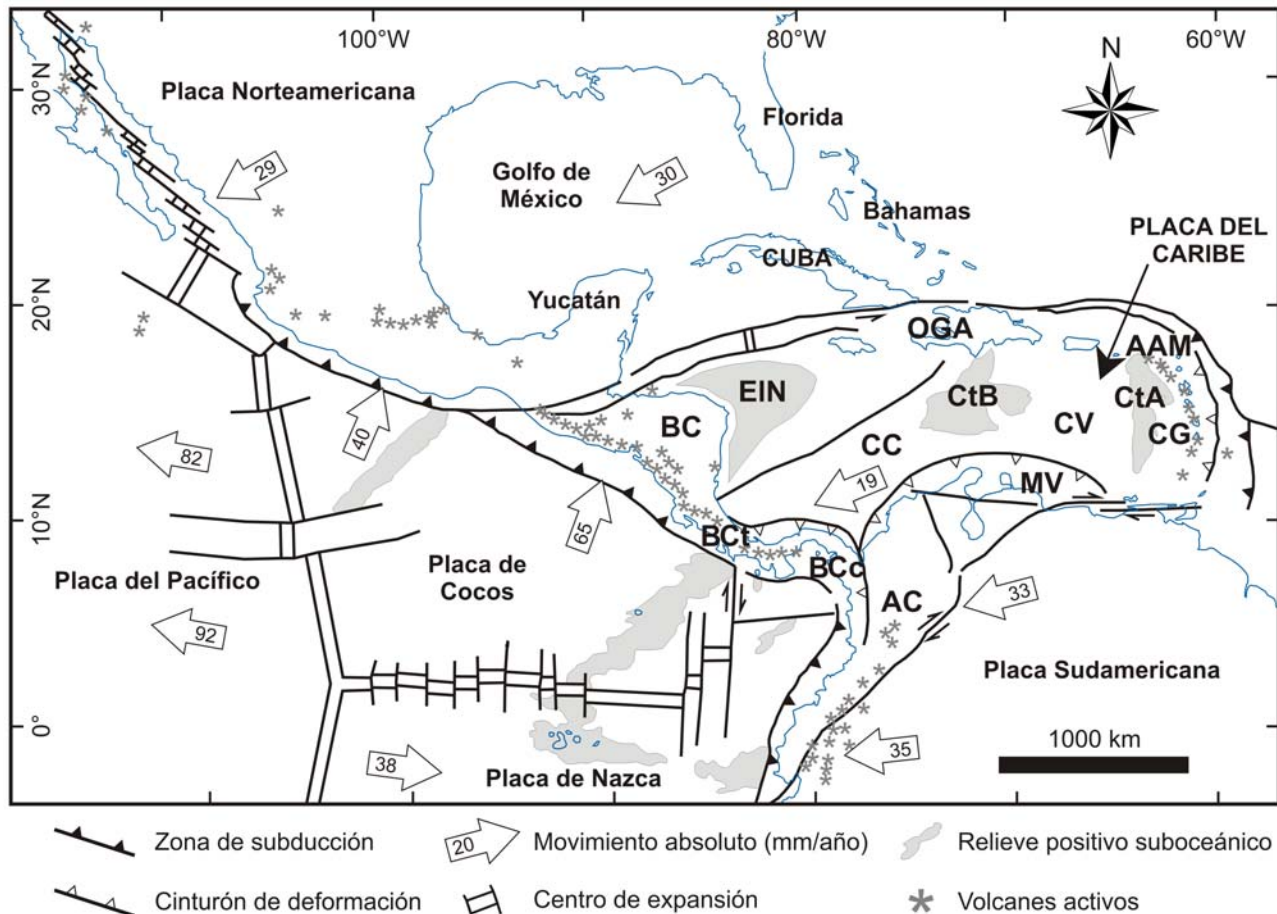 100°W
80°W
60°W
30°N
20°N
10°N
0°
N
Placa Norteamericana
Florida
29
Golfo de
México
30
Bahamas
PLACA DEL
CARIBE
CUBA
Yucatán
OGA
AAM
EIN
CtB
CtA
BC
CV
CG
CC
40
82
19
MV
65
BCt
BCc
Placa del Pacífico
Placa de
Cocos
AC
33
92
Placa Sudamericana
38
Placa de Nazca
35
1000 km
Zona de subducción
20
Movimiento absoluto (mm/año)
Relieve positivo suboceánico
Cinturón de deformación
Centro de expansión
Volcanes activos